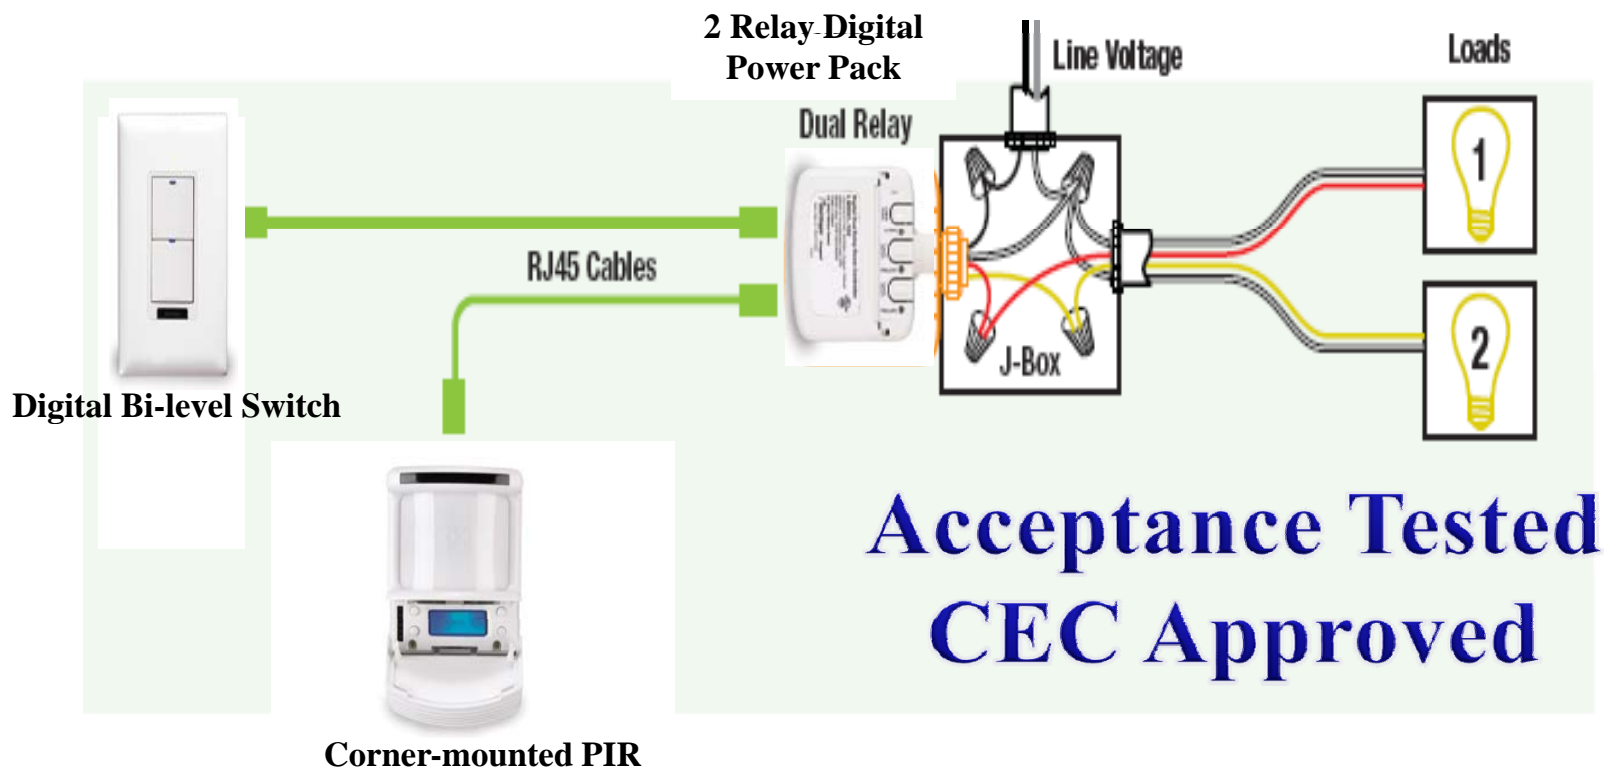 2 Relay Digital
Power Pack
Line Voltage
Loads
Dual Relay
1
RJ45 Cables
J-Box
2
Digital Bi-level Switch
Acceptance Tested
CEC Approved
Corner-mounted PIR